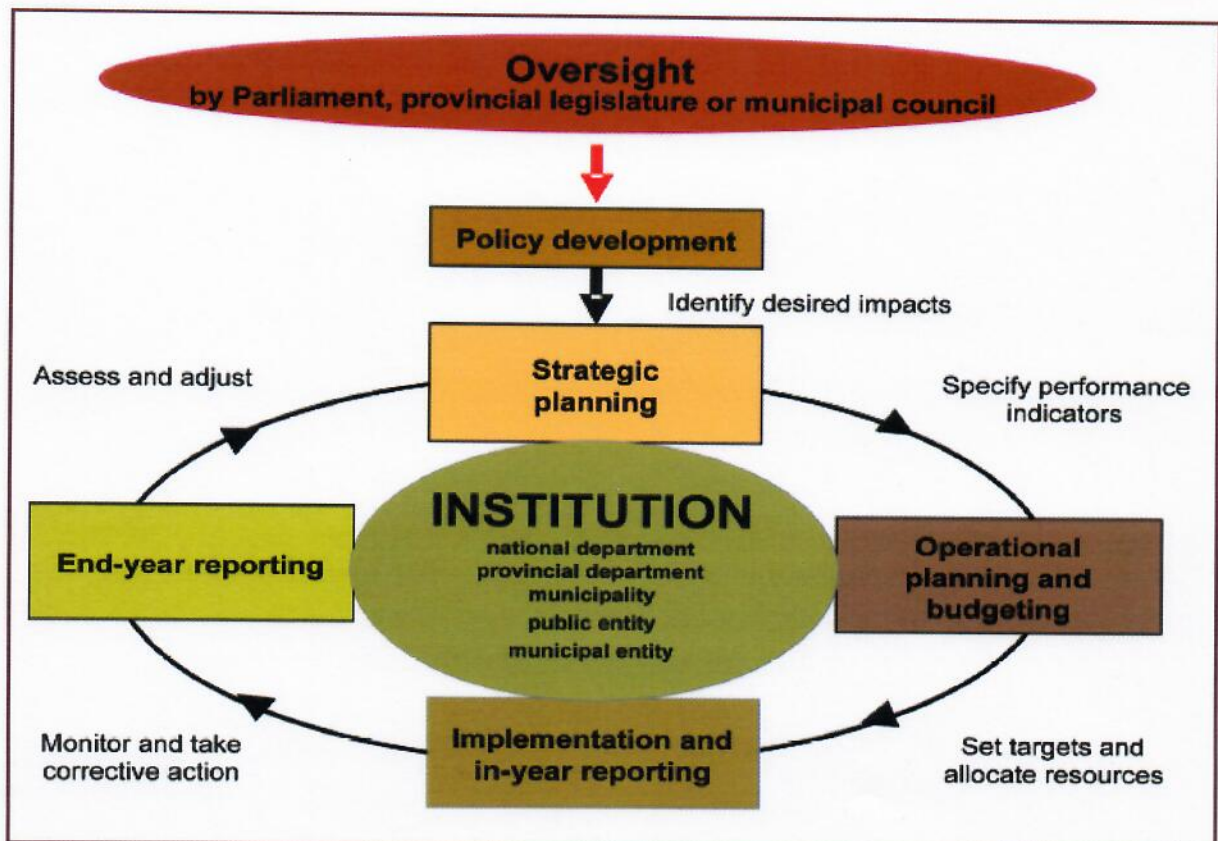 Oversight
by Parliament, provincial legislature or municipal council
Policy development
Identify desired impacts
Strategic
planning
Assess and adjust
Specify performance
indicators
INSTITUTION
national department
provincial department
municipality
public entity
municipal entity
End-year reporting
Operational
planning and
budgeting
Implementation and
in-year reporting
Monitor and take
corrective action
Set targets and
allocate resources